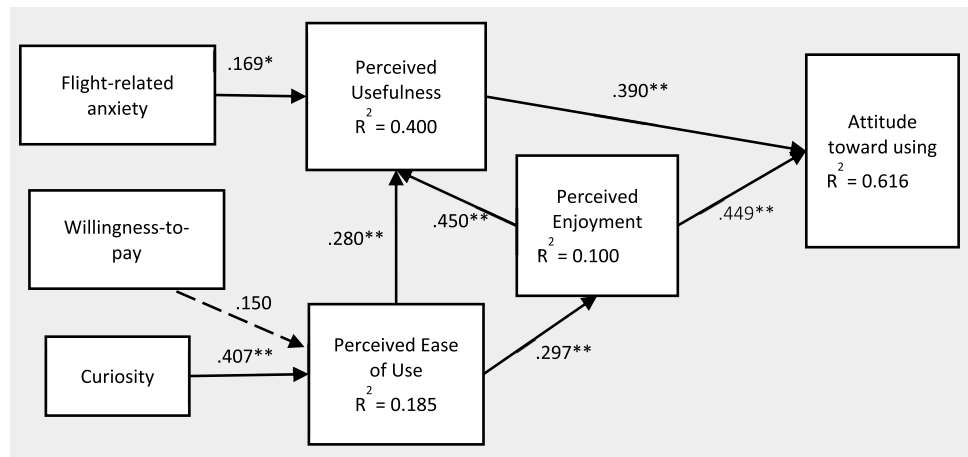 Flight-related
anxiety
.169*
Perceived
Usefulness
R² = 0.400
.390**
Attitude
toward using
R² = 0.616
Willingness-to-
pay
.150
.280**
.450**
Perceived
Enjoyment
R² = 0.100
.449**
Curiosity
.407**
Perceived Ease
of Use
R² = 0.185
.297**